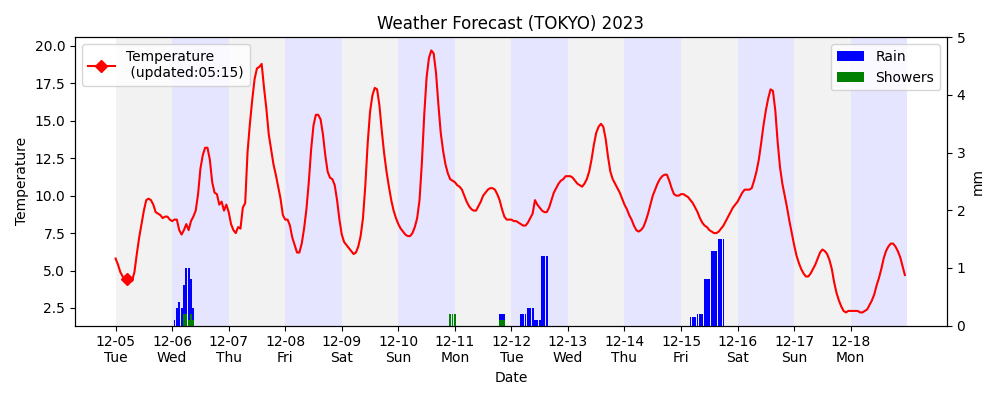 Weather Forecast (TOKYO) 2023
Temperature
(updated:05:15)
Rain
Showers
Temperature
20.0
17.5
15.0
12.5
10.0
7.5
5.0
2.5
5
4
3
2
1
0
mm
12-05 12-06 12-07 12-08 12-09 12-10 12-11 12-12 12-13 12-14 12-15 12-16 12-17 12-18
Tue Wed Thu Fri Sat Sun Mon Tue Wed Thu Fri Sat Sun Mon
Date